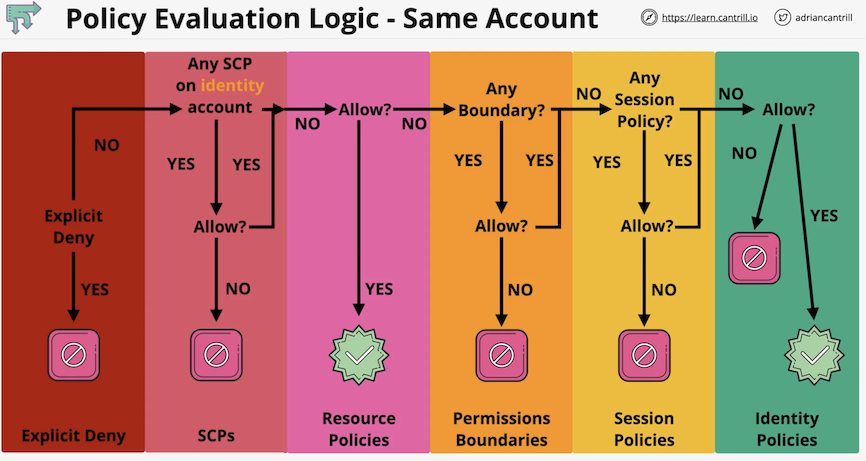 Policy Evaluation Logic - Same Account
https://learn.cantrill.io
adriancantrill
Explicit
Deny
NO
YES
Explicit Deny
Any SCP
on identity
account
YES
YES
Allow?
NO
SCPs
NO
Allow?
NO
YES
Resource
Policies
Any
Boundary?
YES
YES
Allow?
NO
Permissions
Boundaries
NO
Any
Session
Policy?
YES
YES
Allow?
NO
Session
Policies
NO
Allow?
NO
YES
Identity
Policies